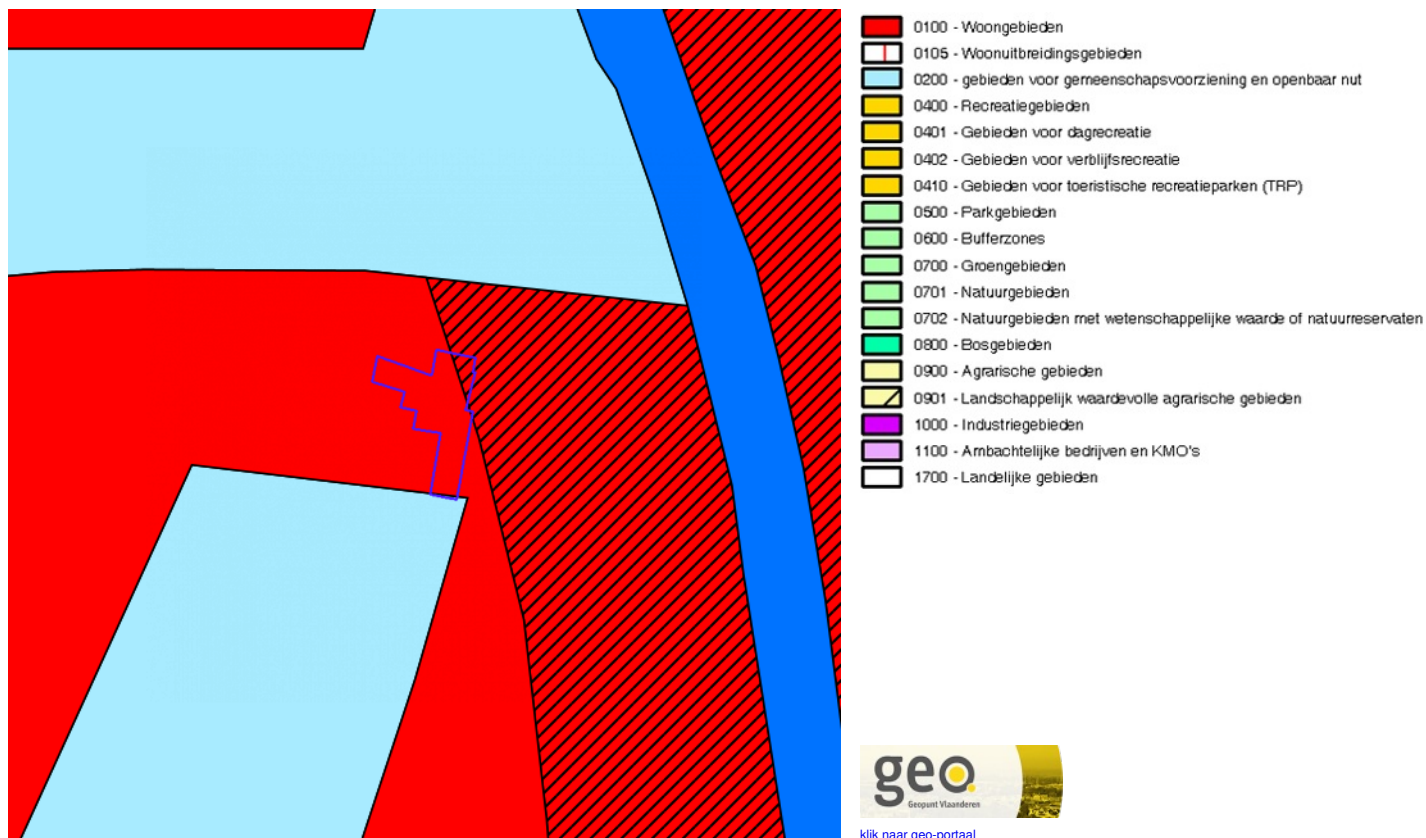 0100 - Woongebieden
0105 - Woonuitbreidingsgebieden
0200 - gebieden voor gemeenschapsvoorziening en openbaar nut
0400 - Recreatiegebieden
0401 - Gebieden voor dagrecreatie
0402 - Gebieden voor verblijfsrecreatie
0410 - Gebieden voor toeristische recreatieparken (TRP)
0500 - Parkgebieden
0600 - Bufferzones
0700 - Groengebieden
0701 - Natuurgebieden
0702 - Natuurgebieden met wetenschappelijke waarde of natuurreservaten
0800 - Bosgebieden
0900 - Agrarische gebieden
0901 - Landschappelijk waardevolle agrarische gebieden
1000 - Industriegebieden
1100 - Ambachtelijke bedrijven en KMO's
1700 - Landelijke gebieden
geo.
Geopunt Vlaanderen
klik naar geo-portaal